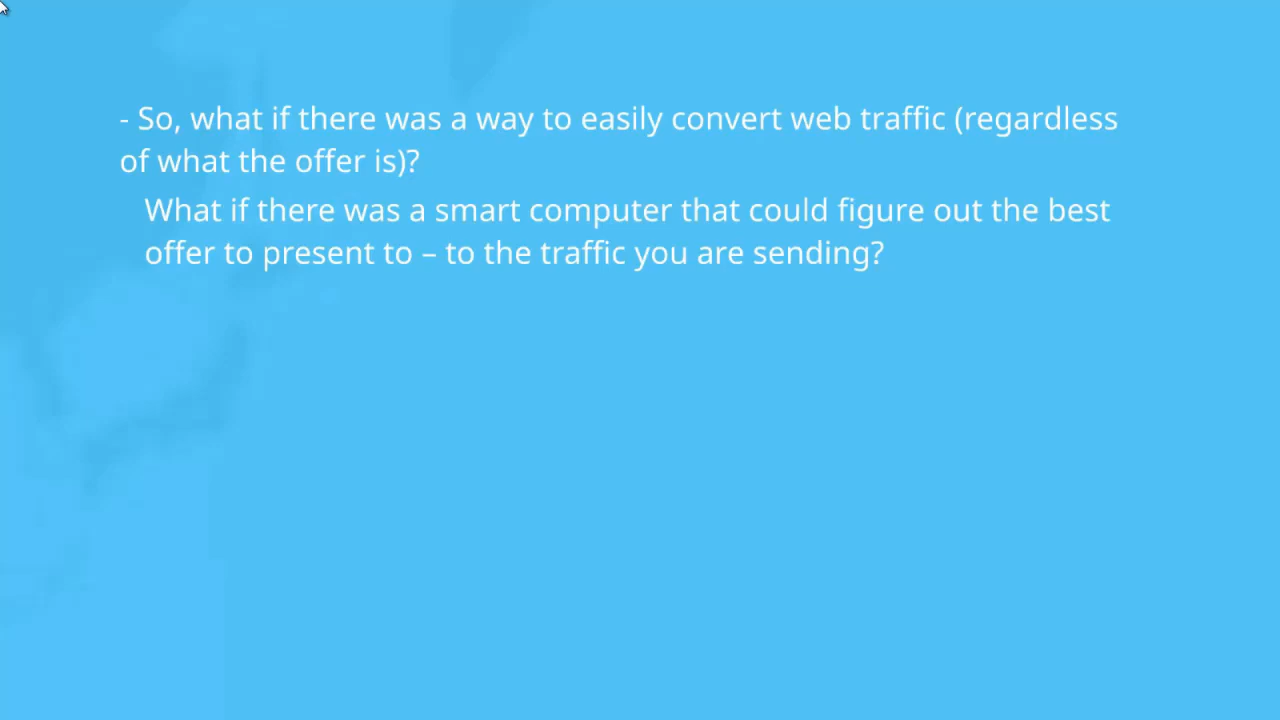 - So, what if there was a way to easily convert web traffic (regardless
of what the offer is)?
What if there was a smart computer that could figure out the best
offer to present to – to the traffic you are sending?